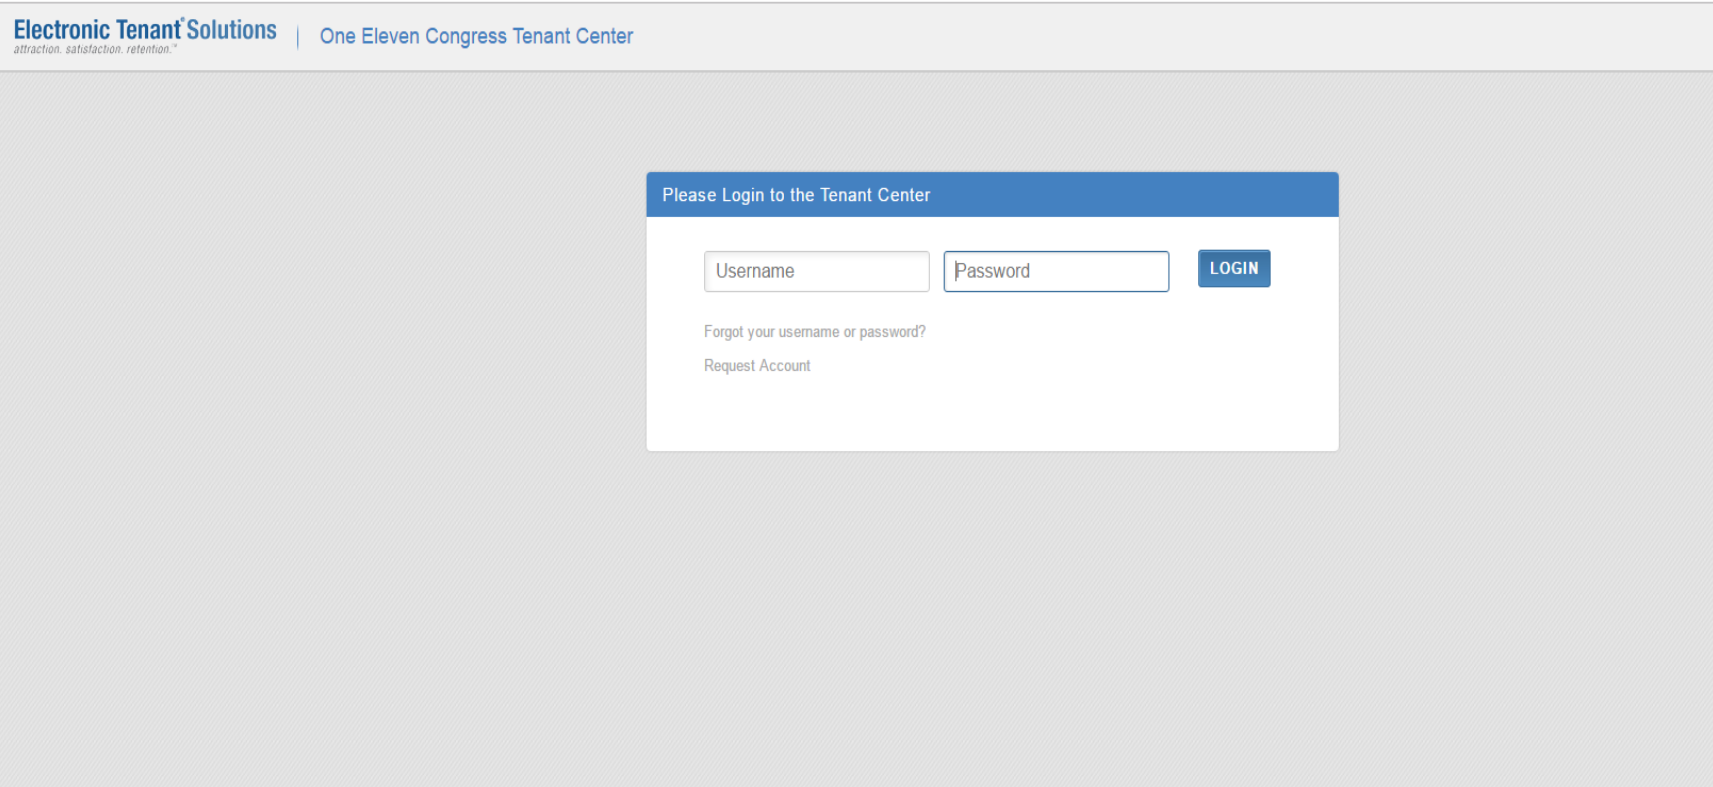 Electronic Tenant® Solutions
attraction. satisfaction. retention.™
One Eleven Congress Tenant Center
Please Login to the Tenant Center
Username
Password
LOGIN
Forgot your username or password?
Request Account